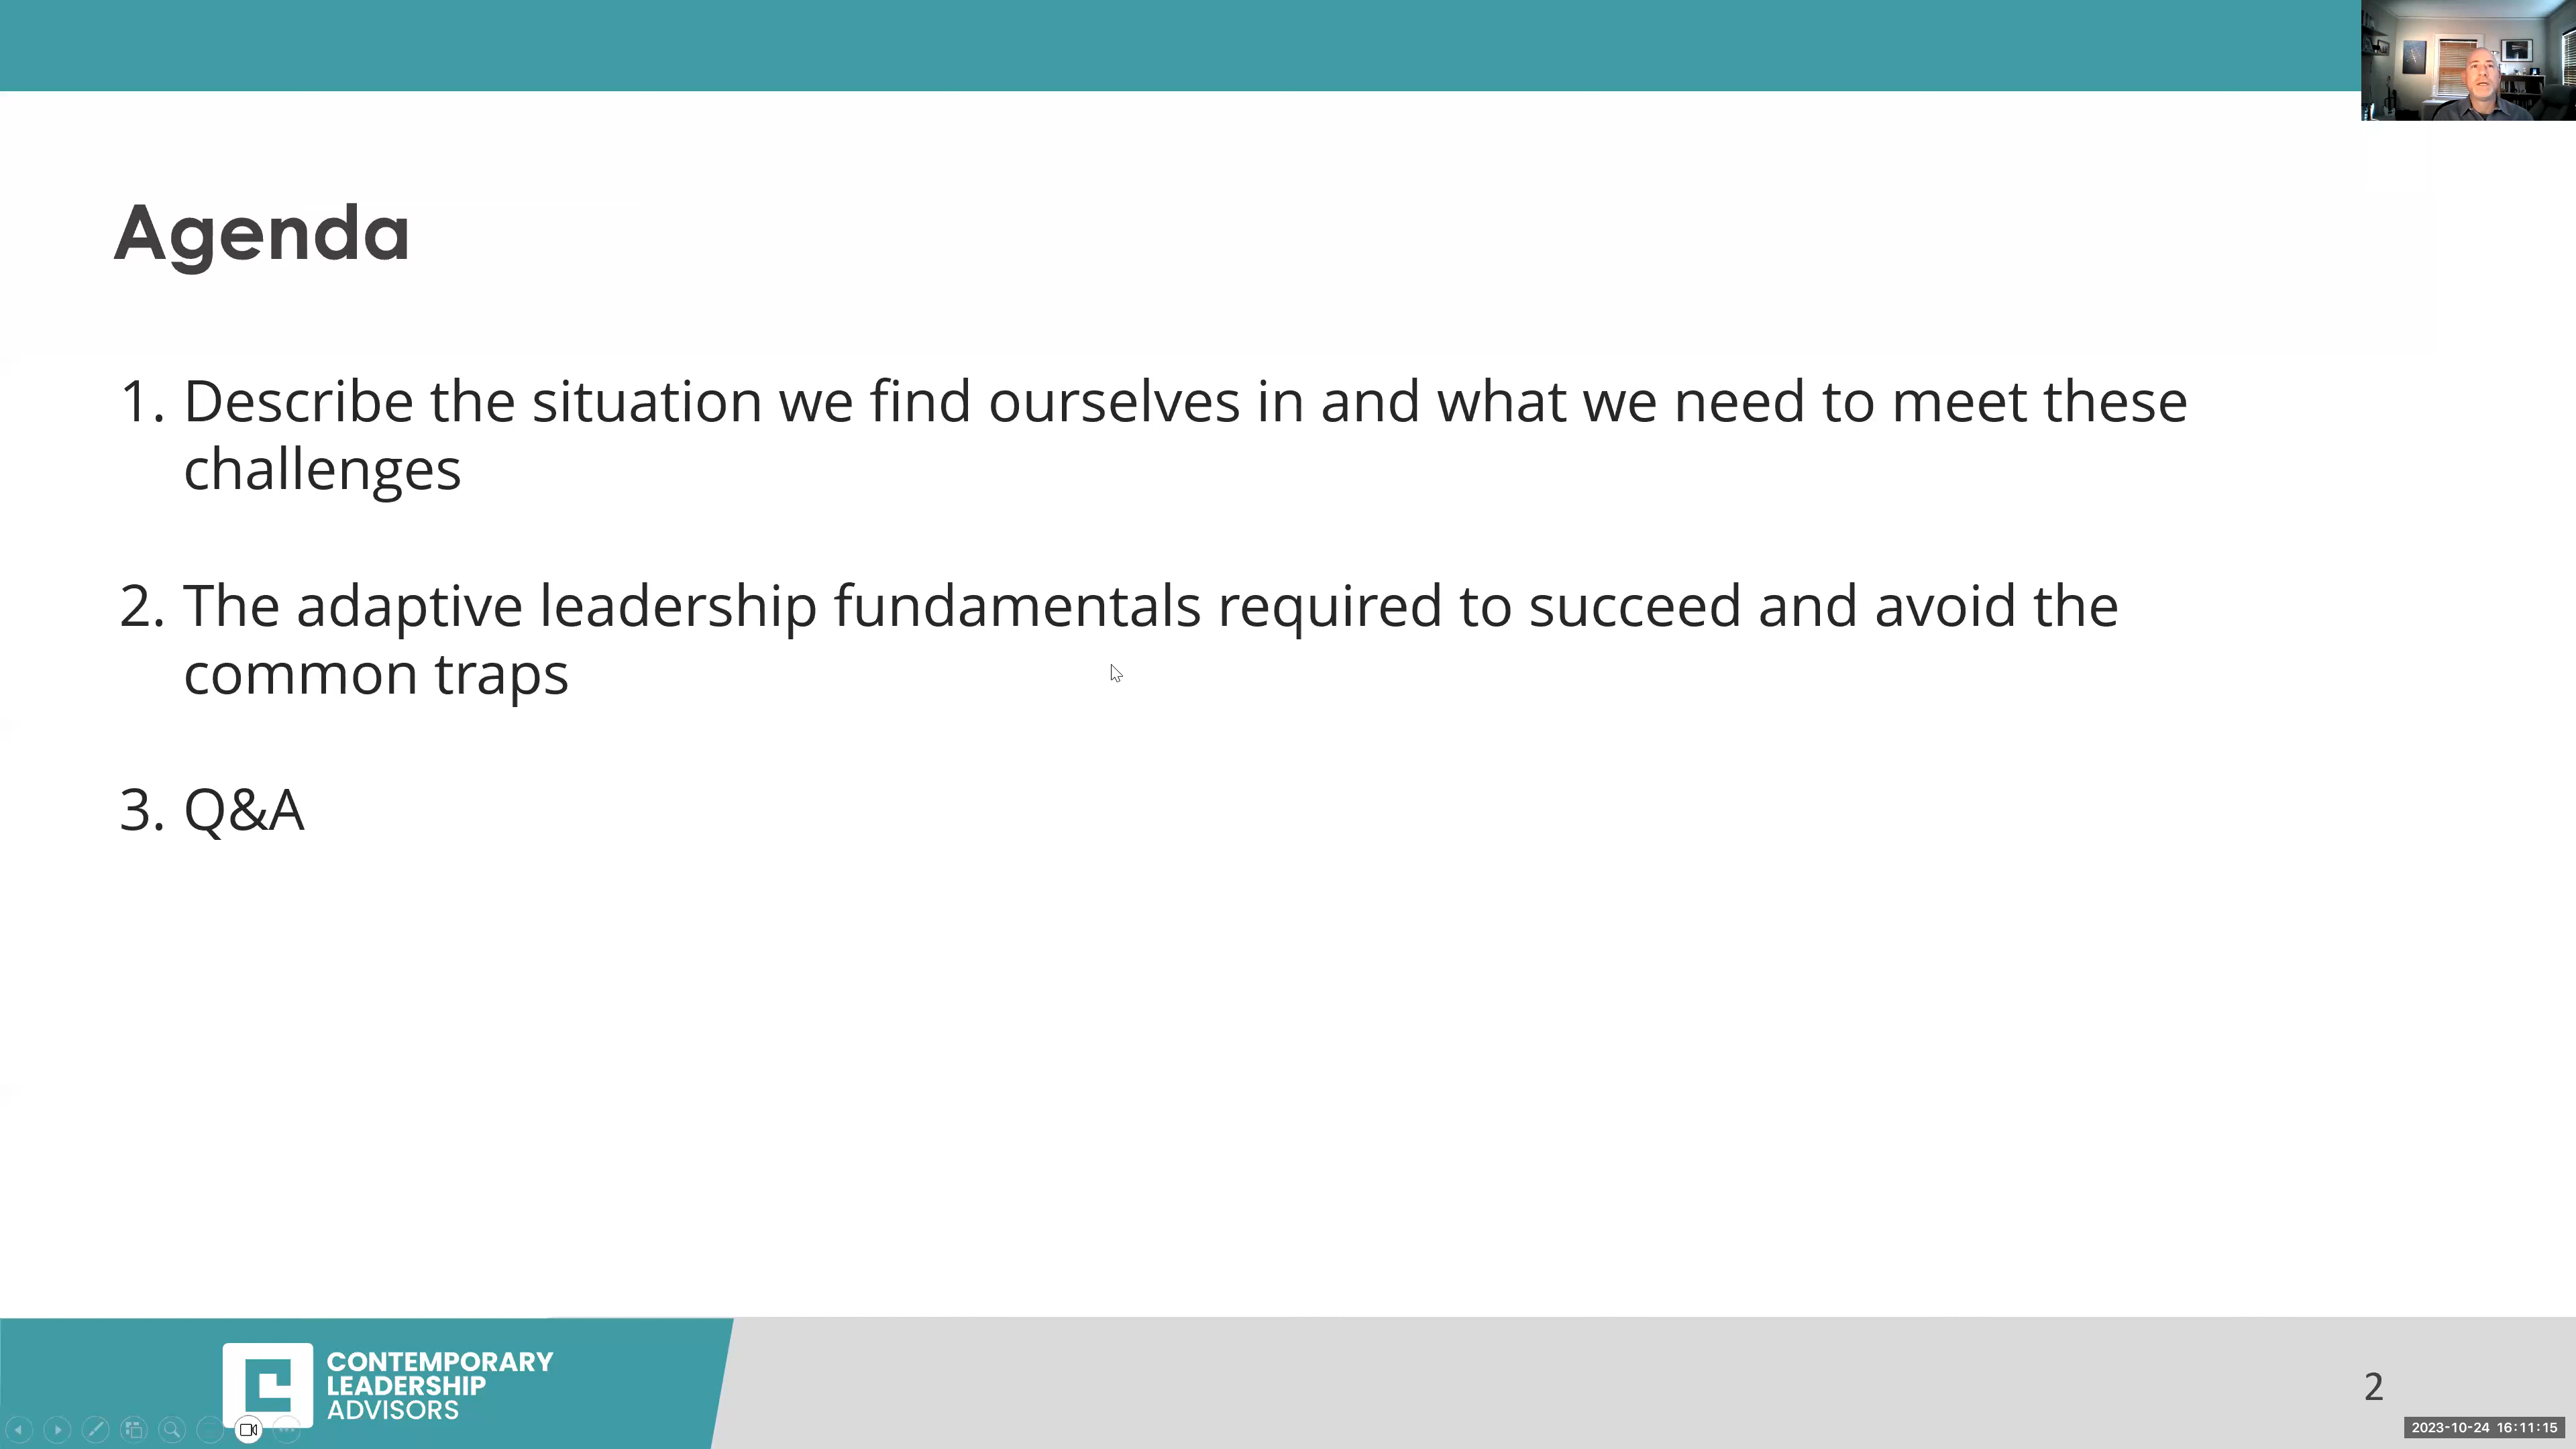 Agenda
1. Describe the situation we find ourselves in and what we need to meet these
challenges
2. The adaptive leadership fundamentals required to succeed and avoid the
common traps
3. Q&A
CONTEMPORARY
LEADERSHIP
ADVISORS
2
2023-10-24 16:11:15